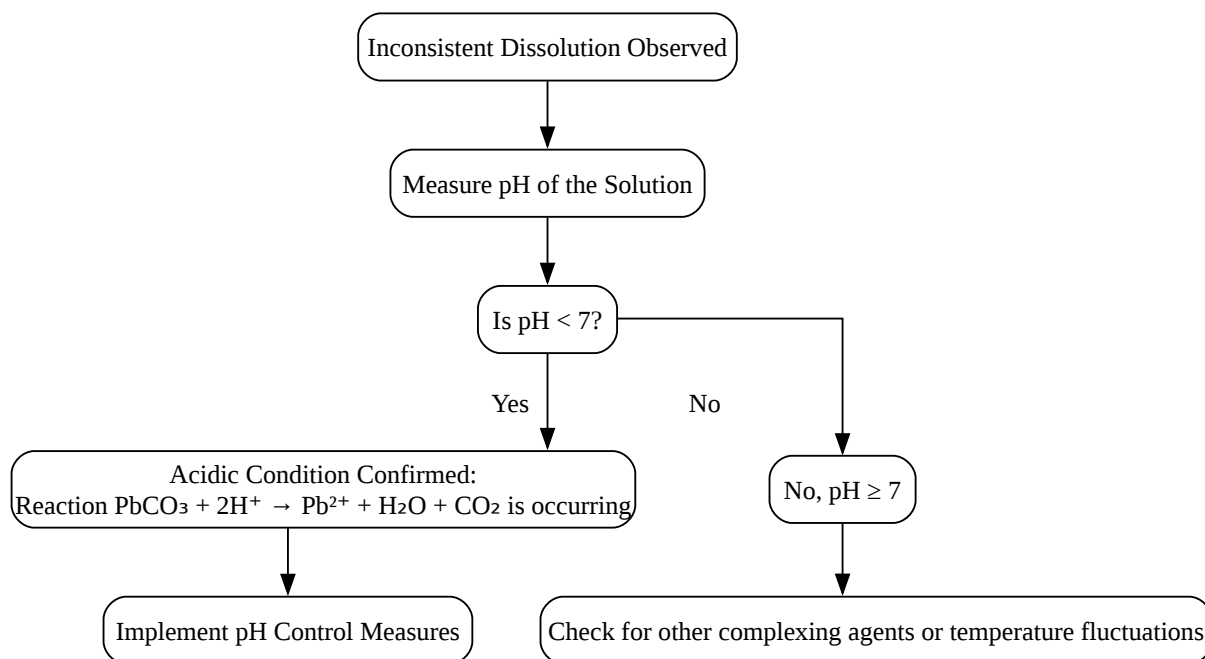 Inconsistent Dissolution Observed
Measure pH of the Solution
Is pH < 7?
Yes
No
Acidic Condition Confirmed:
Reaction PbCO₃ + 2H⁺ → Pb²⁺ + H₂O + CO₂ is occurring
No, pH ≥ 7
Implement pH Control Measures
Check for other complexing agents or temperature fluctuations